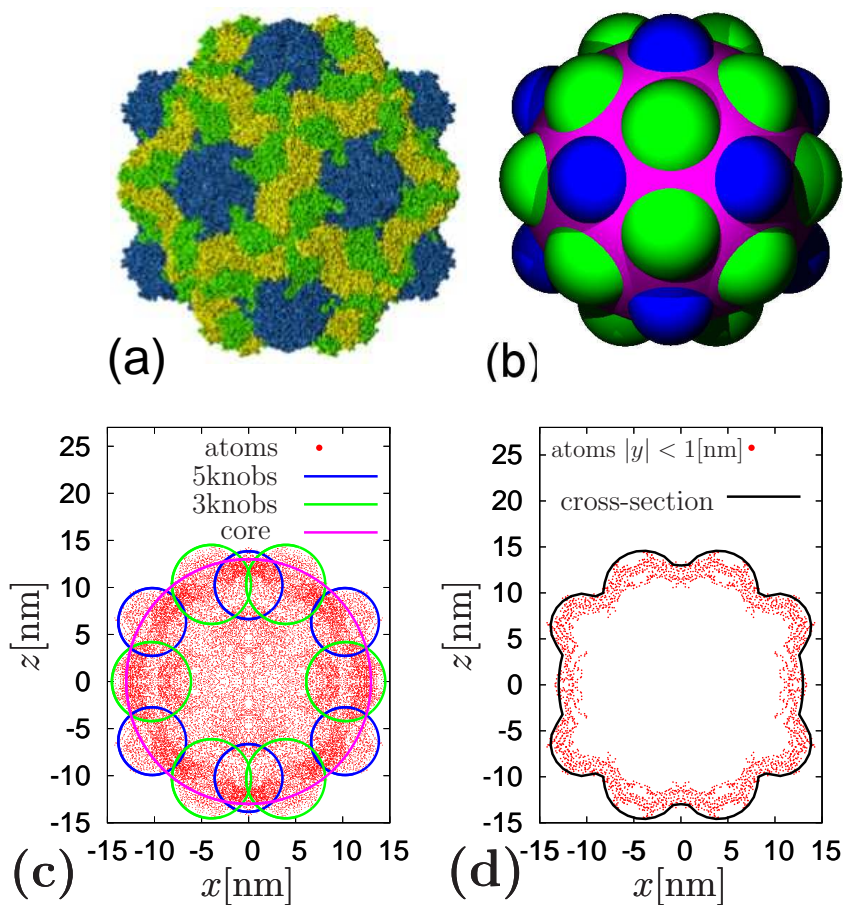 (a)
(b)
atoms
5knobs
3knobs
core
z[nm]
25
20
15
10
5
0
-5
-10
-15
-15 -10 -5 0 5 10 15
x[nm]
(c)
atoms |y| < 1[nm]
cross-section
z[nm]
25
20
15
10
5
0
-5
-10
-15
-15 -10 -5 0 5 10 15
x[nm]
(d)